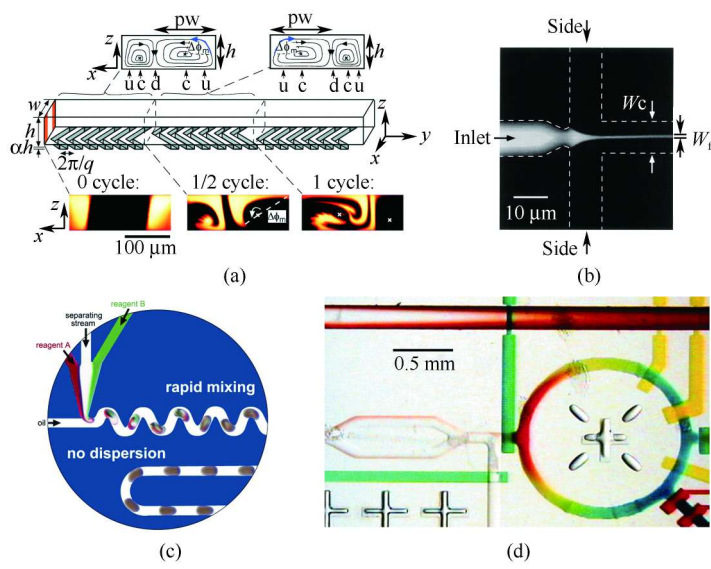 pw
pw
z
Δϕm
h
Δϕm
h
x
u c d c u
u c d c u
w
h
αh
2π/q
z
y
x
0 cycle:
1/2 cycle:
1 cycle:
z
x
Δϕm
100 µm
(a)
Side
Wc
Inlet
Wf
10 µm
Side
(b)
reagent B
separating
stream
reagent A
rapid mixing
oil
no dispersion
(c)
0.5 mm
(d)